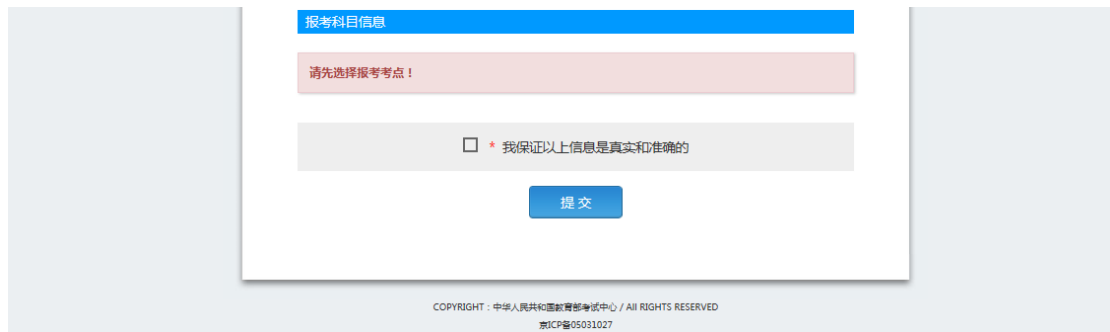 报考科目信息
请先选择报考考点！
* 我保证以上信息是真实和准确的
提 交
COPYRIGHT：中华人民共和国教育部考试中心 / All RIGHTS RESERVED
京ICP备05031027